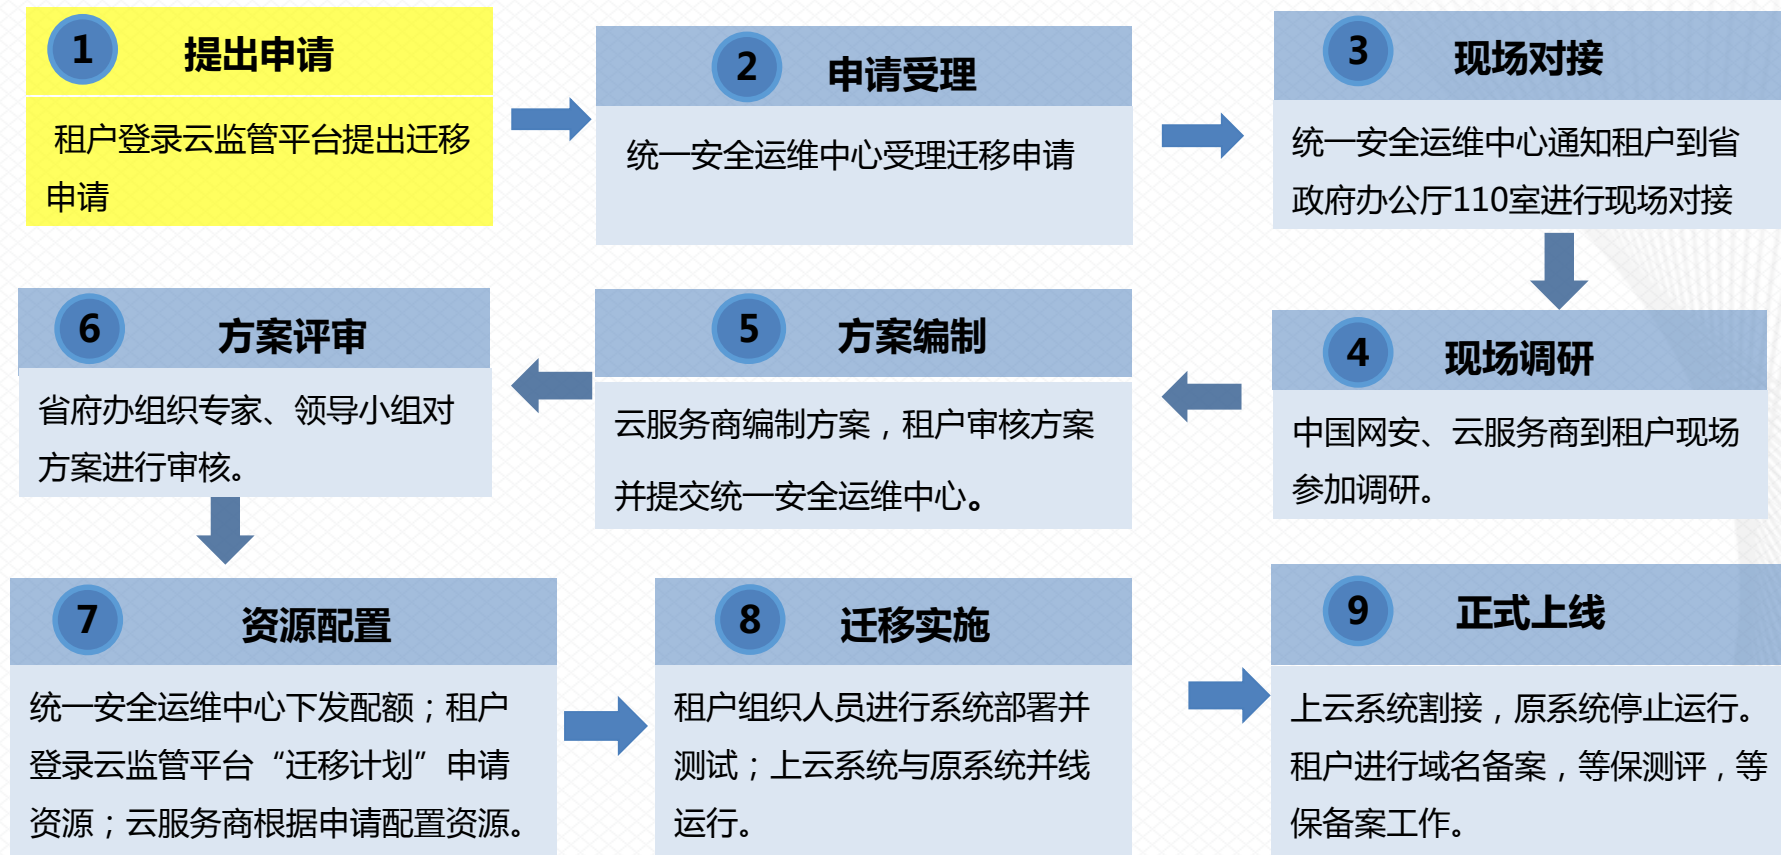 1 提出申请
租户登录云监管平台提出迁移
申请
2 申请受理
统一安全运维中心受理迁移申请
3 现场对接
统一安全运维中心通知租户到省
政府办公厅110室进行现场对接
4 现场调研
中国网安、云服务商到租户现场
参加调研。
5 方案编制
云服务商编制方案，租户审核方案
并提交统一安全运维中心。
6 方案评审
省府办组织专家、领导小组对
方案进行审核。
7 资源配置
统一安全运维中心下发配额；租户
登录云监管平台“迁移计划”申请
资源；云服务商根据申请配置资源。
8 迁移实施
租户组织人员进行系统部署并
测试；上云系统与原系统并线
运行。
9 正式上线
上云系统割接，原系统停止运行。
租户进行域名备案，等保测评，等
保备案工作。